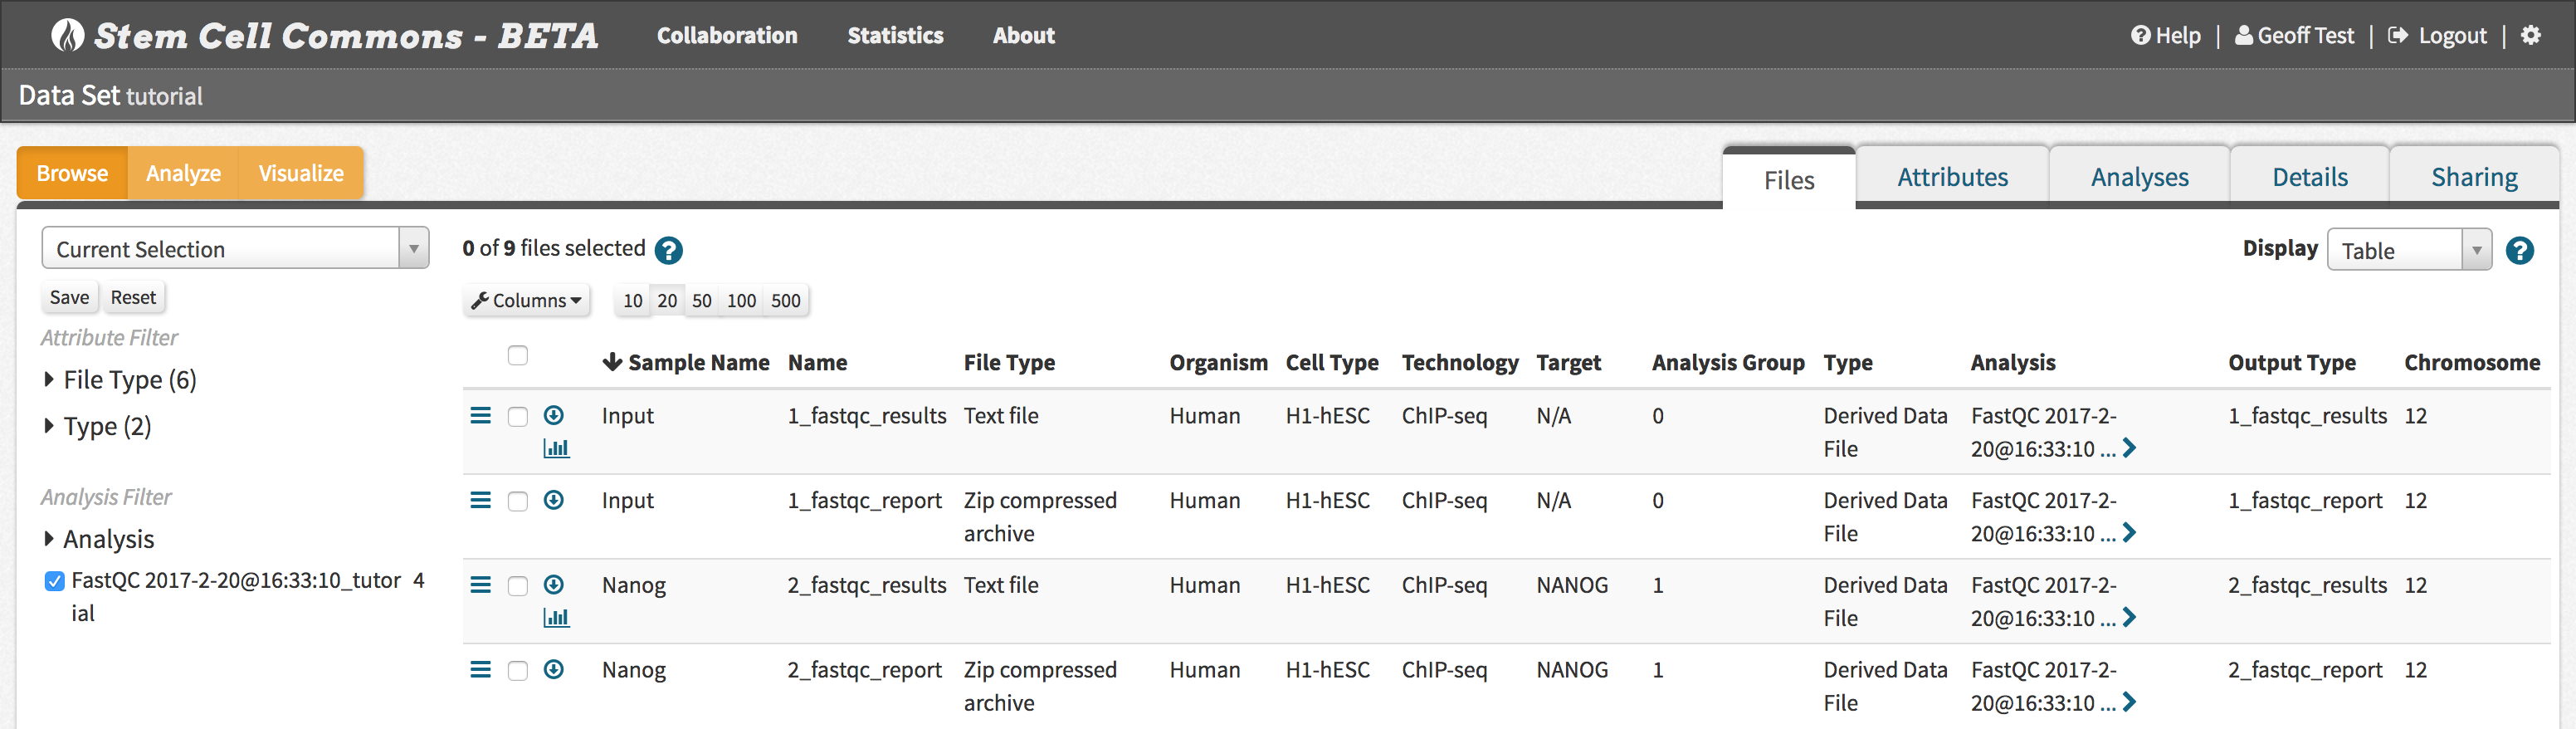 Stem Cell Commons - BETA Collaboration Statistics About Help | Geoff Test | Logout |
Data Set tutorial
Browse Analyze Visualize Files Attributes Analyses Details Sharing
Current Selection 0 of 9 files selected ? Display Table ?
Save Reset Columns 10 20 50 100 500
Attribute Filter
File Type (6)
Type (2)
Analysis Filter
Analysis
FastQC 2017-2-20@16:33:10_tutor 4
ial
Sample Name Name File Type Organism Cell Type Technology Target Analysis Group Type Analysis Output Type Chromosome
Input 1_fastqc_results Text file Human H1-hESC ChIP-seq N/A 0 Derived Data FastQC 2017-2- 1_fastqc_results 12
File 20@16:33:10 ...
Input 1_fastqc_report Zip compressed Human H1-hESC ChIP-seq N/A 0 Derived Data FastQC 2017-2- 1_fastqc_report 12
archive File 20@16:33:10 ...
Nanog 2_fastqc_results Text file Human H1-hESC ChIP-seq NANOG 1 Derived Data FastQC 2017-2- 2_fastqc_results 12
File 20@16:33:10 ...
Nanog 2_fastqc_report Zip compressed Human H1-hESC ChIP-seq NANOG 1 Derived Data FastQC 2017-2- 2_fastqc_report 12
archive File 20@16:33:10 ...